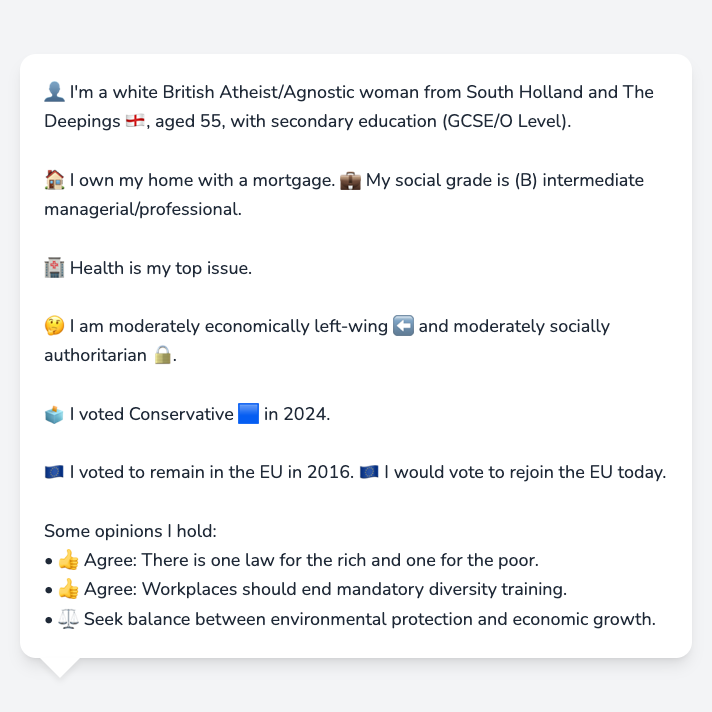 👤 I'm a white British Atheist/Agnostic woman from South Holland and The
Deepings 🏴󠁧󠁢󠁥󠁮󠁧󠁿, aged 55, with secondary education (GCSE/O Level).
🏠 I own my home with a mortgage. 💼 My social grade is (B) intermediate
managerial/professional.
🏥 Health is my top issue.
🤔 I am moderately economically left-wing ⬅️ and moderately socially
authoritarian 🔒.
🗳️ I voted Conservative 🟦 in 2024.
🇪🇺 I voted to remain in the EU in 2016. 🇪🇺 I would vote to rejoin the EU today.
Some opinions I hold:
• 👍 Agree: There is one law for the rich and one for the poor.
• 👍 Agree: Workplaces should end mandatory diversity training.
• ⚖️ Seek balance between environmental protection and economic growth.